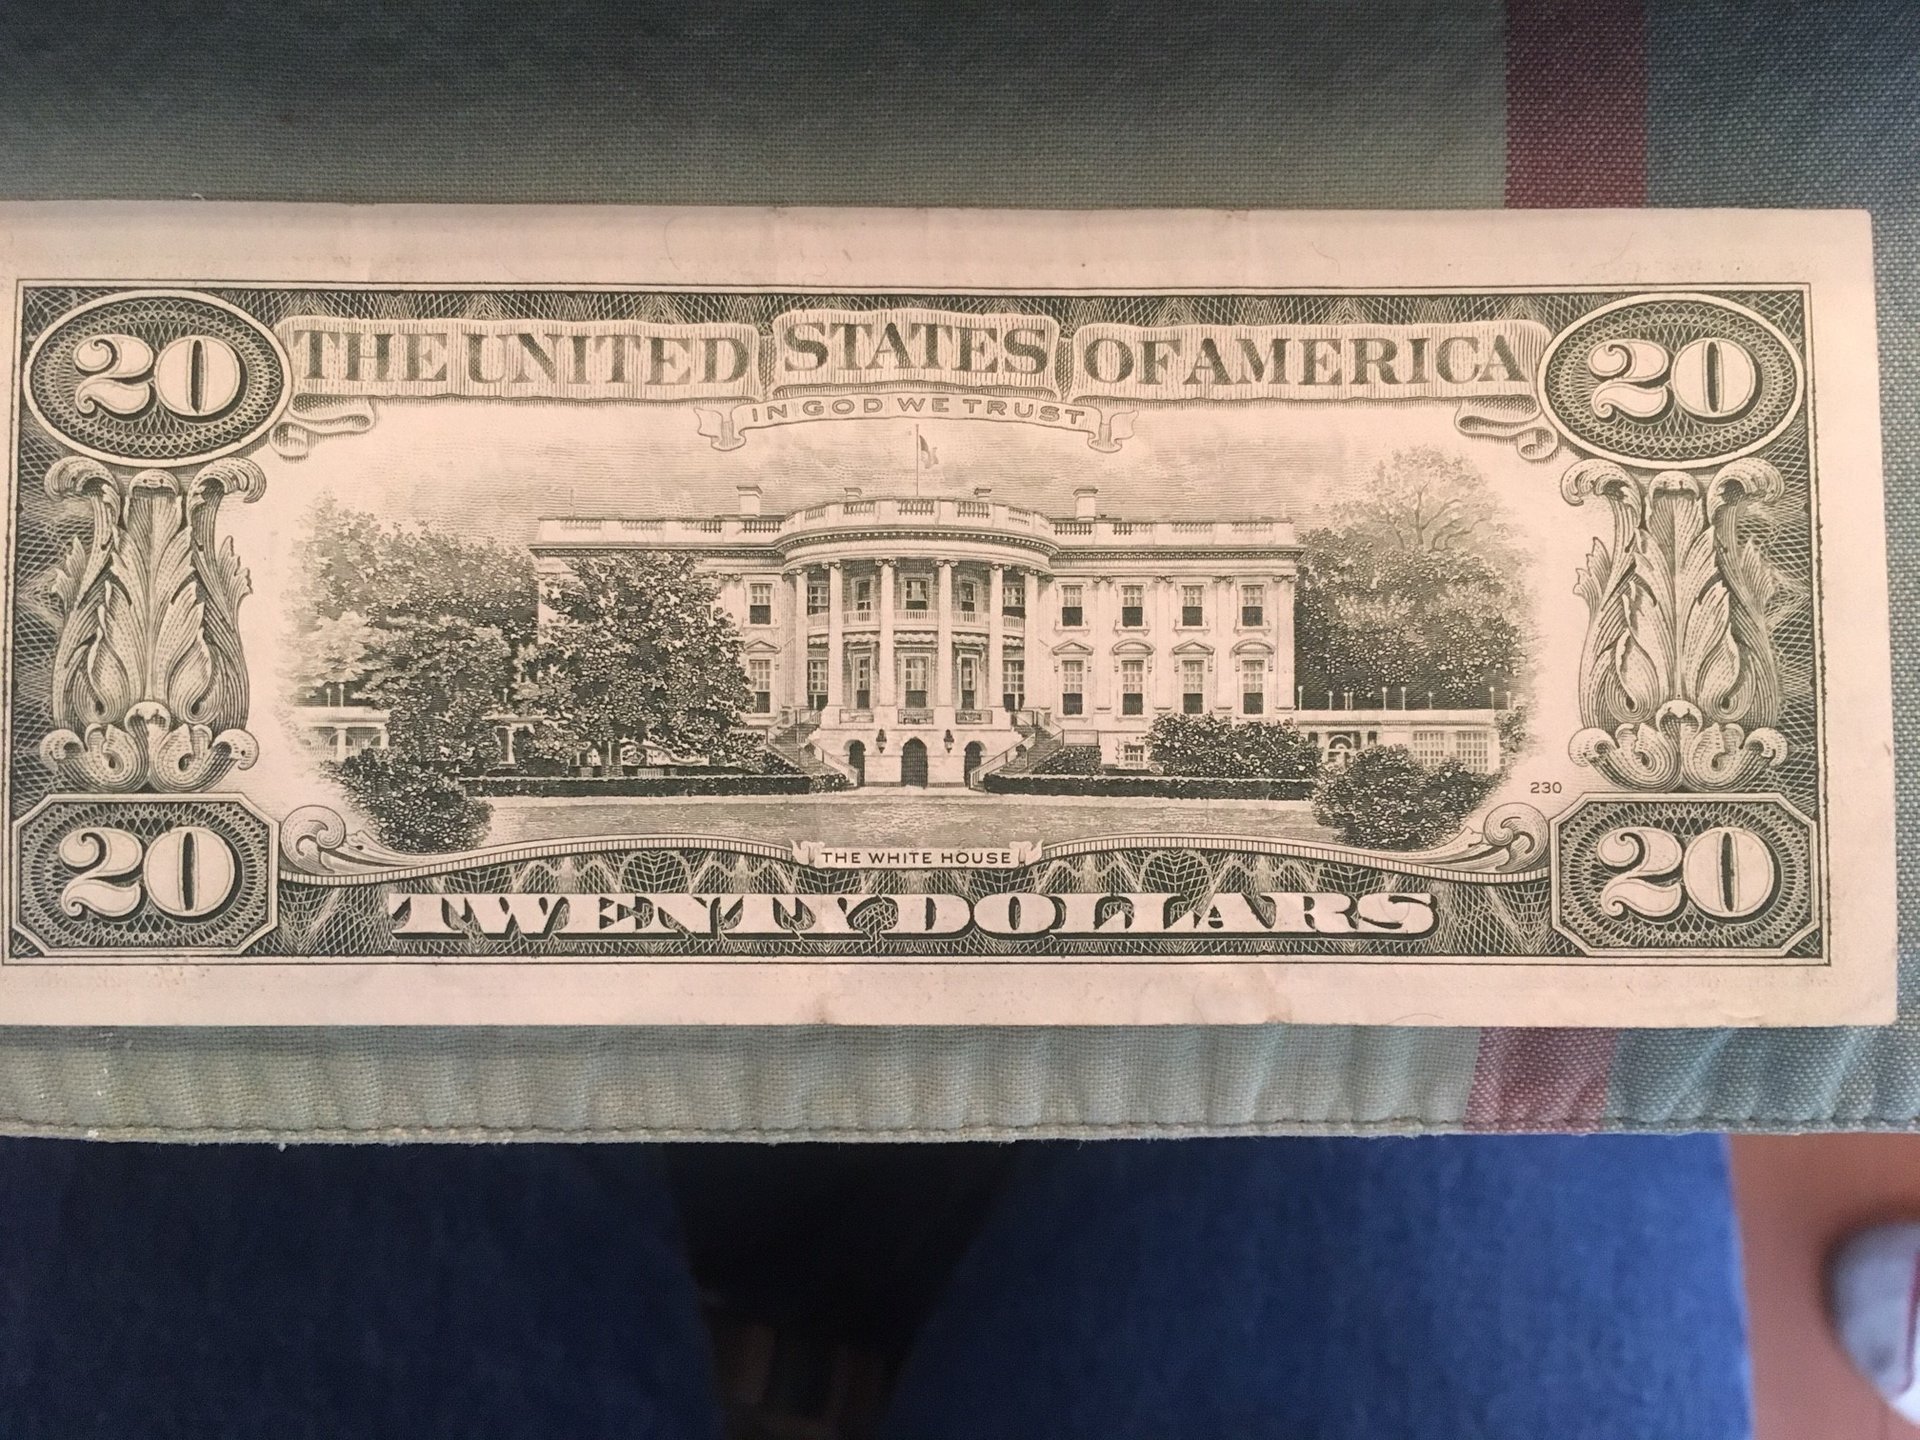 20 THE UNITED STATES OF AMERICA 20
IN GOD WE TRUST
230
THE WHITE HOUSE
20 TWENTY DOLLARS 20